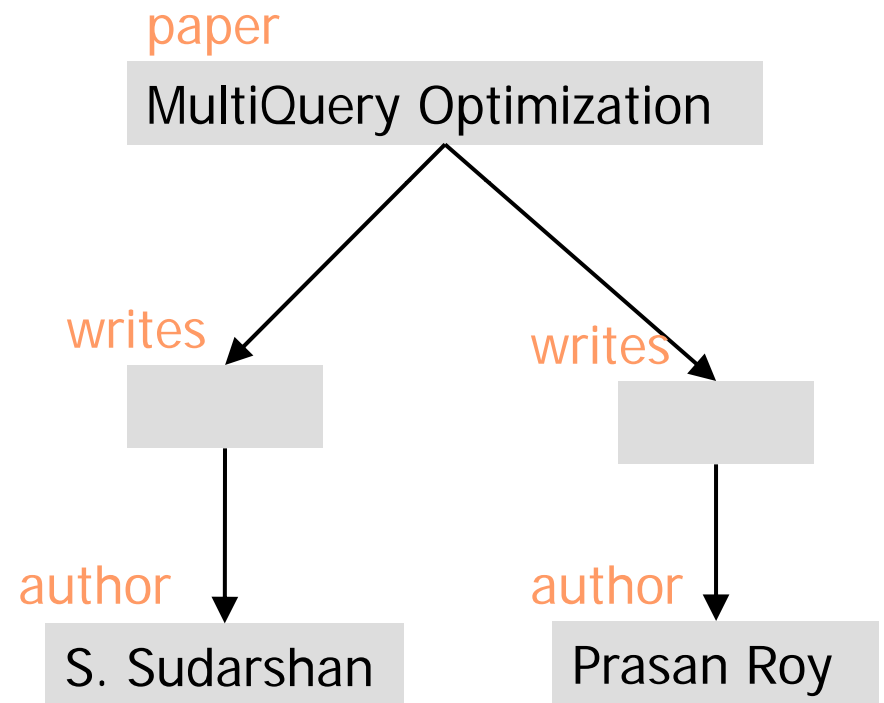 paper
MultiQuery Optimization
writes
writes
author
author
S. Sudarshan
Prasan Roy